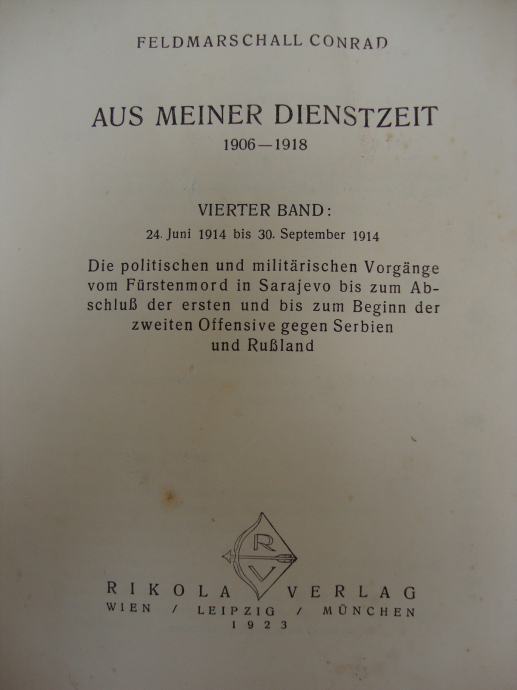 FELDMARSCHALL CONRAD
AUS MEINER DIENSTZEIT
1906—1918
VIERTER BAND:
24. Juni 1914 bis 30. September 1914
Die politischen und militärischen Vorgänge
vom Fürstenmord in Sarajevo bis zum Ab-
schluß der ersten und bis zum Beginn der
zweiten Offensive gegen Serbien
und Rußland
R
V
RIKOLA VERLAG
WIEN / LEIPZIG / MÜNCHEN
1923